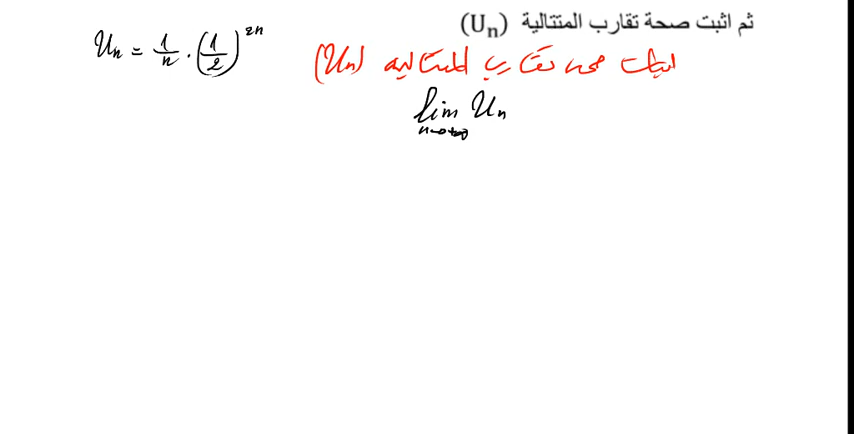 ثم اثبت صحة تقارب المتتالية (Uₙ)
Uₙ = 1/n · (1/2)²ⁿ
اثبات صحة تقارب المتتالية (Uₙ)
lim Uₙ
n→+∞